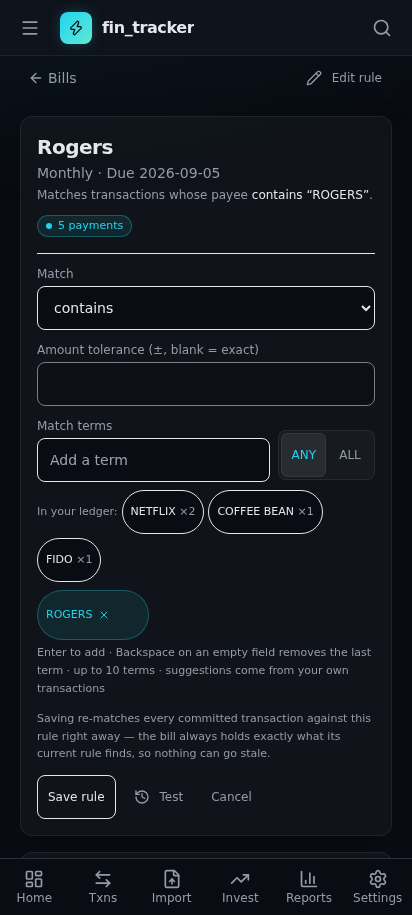 fin_tracker
Bills
Edit rule
Rogers
Monthly · Due 2026-09-05
Matches transactions whose payee contains “ROGERS”.
5 payments
Match
contains
Amount tolerance (±, blank = exact)
Match terms
Add a term
ANY
ALL
In your ledger:
NETFLIX ×2
COFFEE BEAN ×1
FIDO ×1
ROGERS ×
Enter to add · Backspace on an empty field removes the last
term · up to 10 terms · suggestions come from your own
transactions
Saving re-matches every committed transaction against this
rule right away — the bill always holds exactly what its
current rule finds, so nothing can go stale.
Save rule
Test
Cancel
Home
Txns
Import
Invest
Reports
Settings